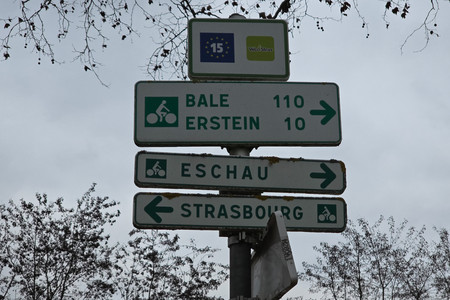 15
BALE 110
ERSTEIN 10
ESCHAU
STRASBOURG